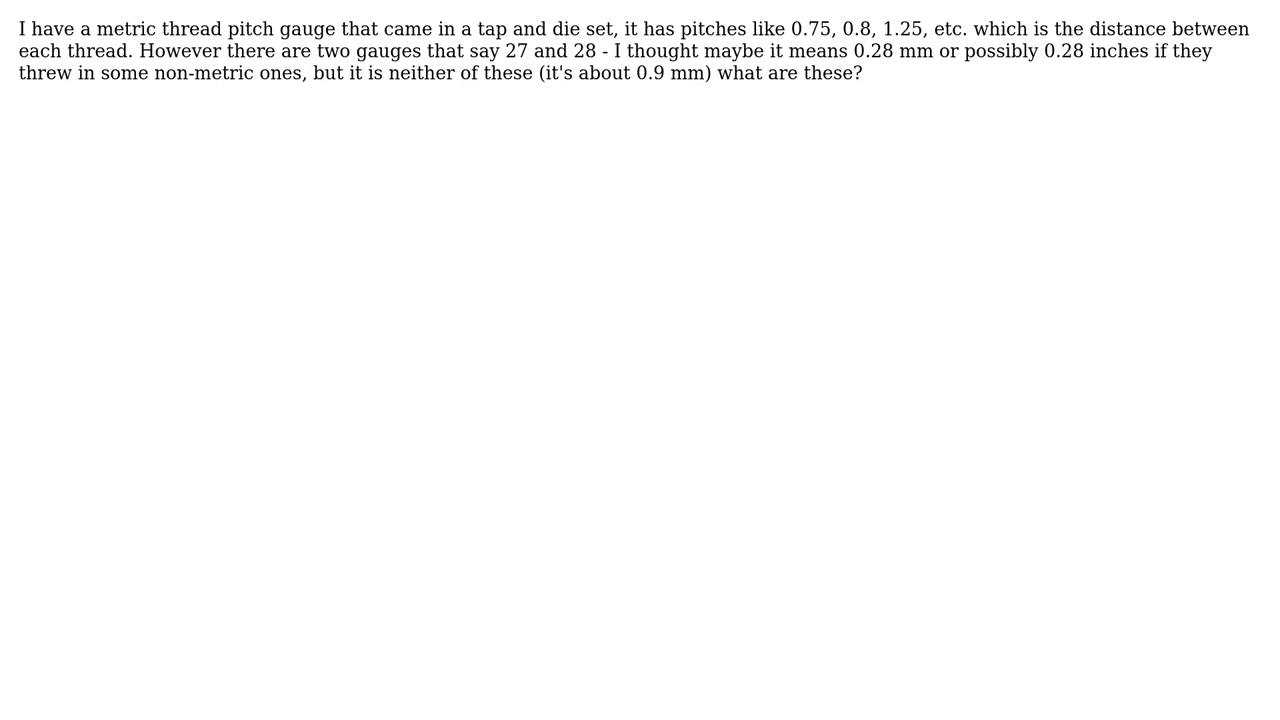 I have a metric thread pitch gauge that came in a tap and die set, it has pitches like 0.75, 0.8, 1.25, etc. which is the distance between
each thread. However there are two gauges that say 27 and 28 - I thought maybe it means 0.28 mm or possibly 0.28 inches if they
threw in some non-metric ones, but it is neither of these (it's about 0.9 mm) what are these?